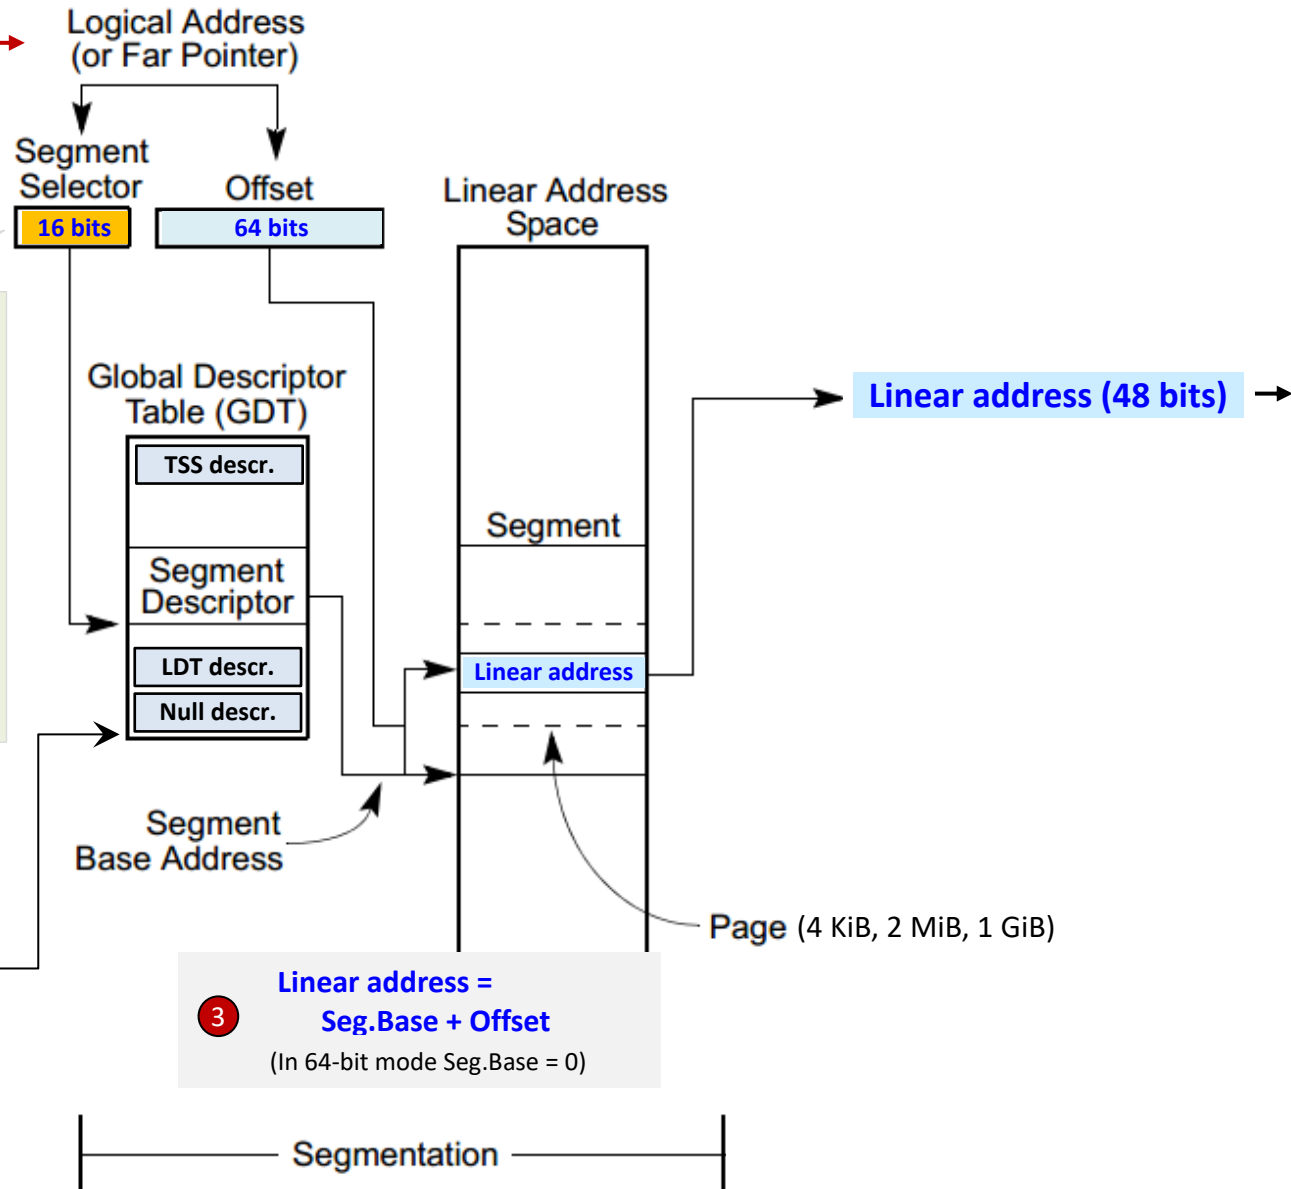 Logical Address
(or Far Pointer)
Segment
Selector
Offset
16 bits
64 bits
Linear Address
Space
Global Descriptor
Table (GDT)
TSS descr.
Segment
Descriptor
LDT descr.
Null descr.
Segment
Linear address
Linear address (48 bits)
Segment
Base Address
Page (4 KiB, 2 MiB, 1 GiB)
3
Linear address =
Seg.Base + Offset
(In 64-bit mode Seg.Base = 0)
Segmentation